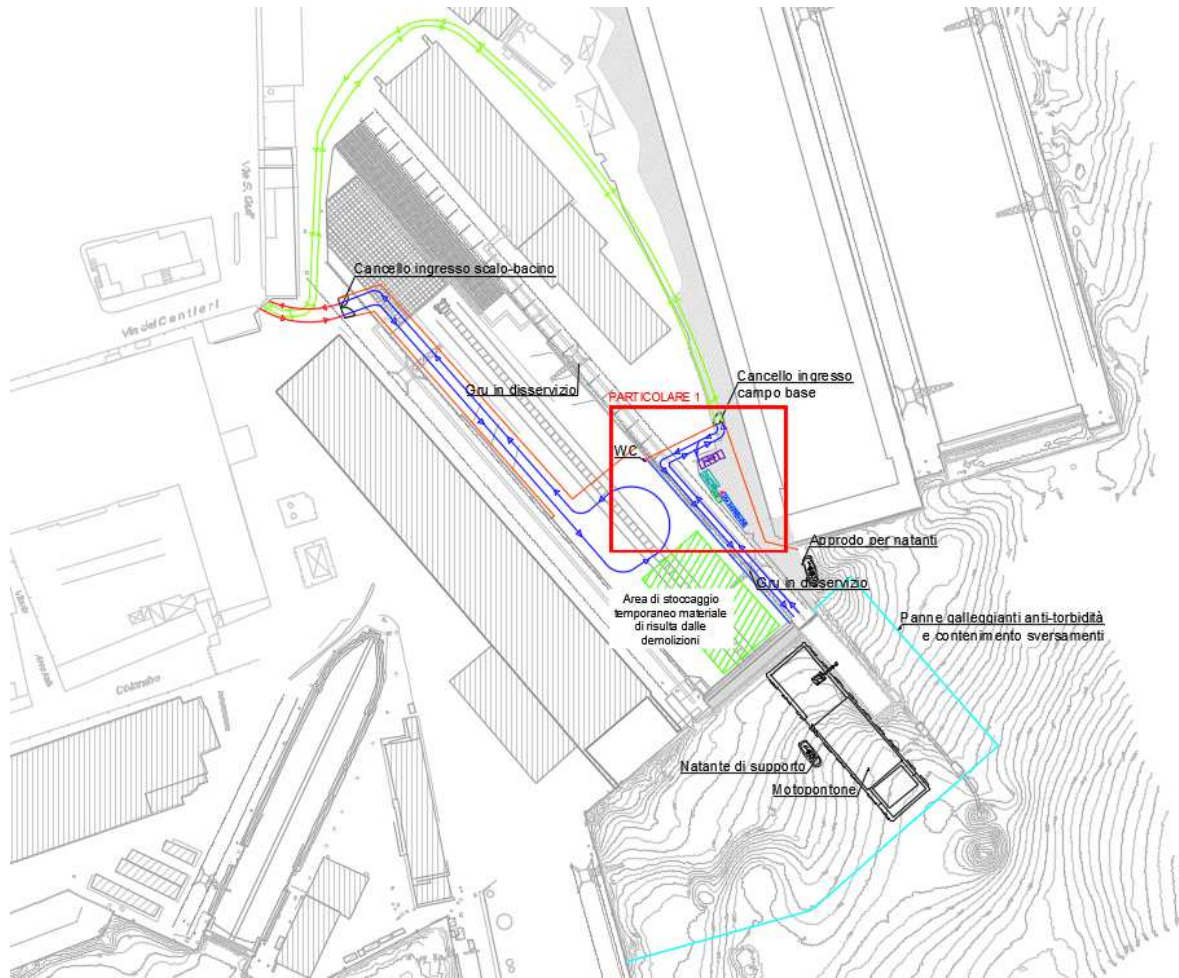 Via S. Gulf
Cancello ingresso scalo-bacino
Via dei Cantieri
Gru in disservizio
Cancello ingresso
campo base
PARTICOLARE 1
WC
Approdo per natanti
Gru in disservizio
Area di stoccaggio
temporaneo materiale
di risulta dalle
demolizioni
Panne galleggianti anti-torbidità
e contenimento sversamenti
Colombo
Natante di supporto
Motopontone